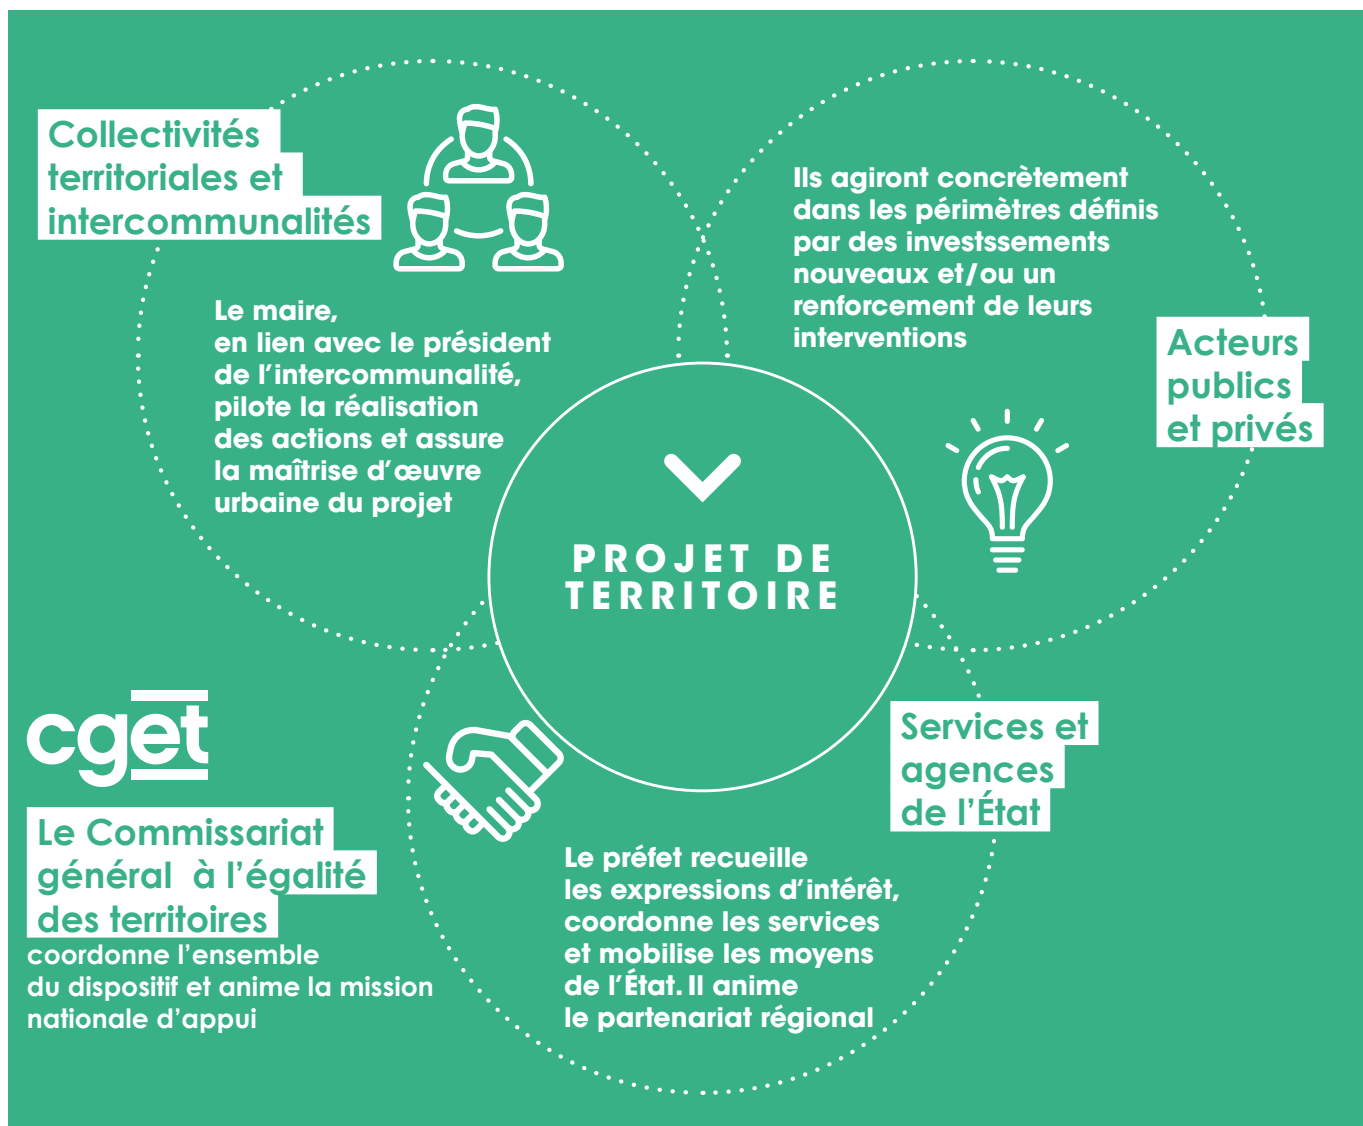 Collectivités
territoriales et
intercommunalités
Le maire,
en lien avec le président
de l’intercommunalité,
pilote la réalisation
des actions et assure
la maîtrise d’œuvre
urbaine du projet
Ils agiront concrètement
dans les périmètres définis
par des investssements
nouveaux et/ou un
renforcement de leurs
interventions
Acteurs
publics
et privés
PROJET DE
TERRITOIRE
cget
Le Commissariat
général à l’égalité
des territoires
coordonne l’ensemble
du dispositif et anime la mission
nationale d’appui
Services et
agences
de l’État
Le préfet recueille
les expressions d’intérêt,
coordonne les services
et mobilise les moyens
de l’État. Il anime
le partenariat régional